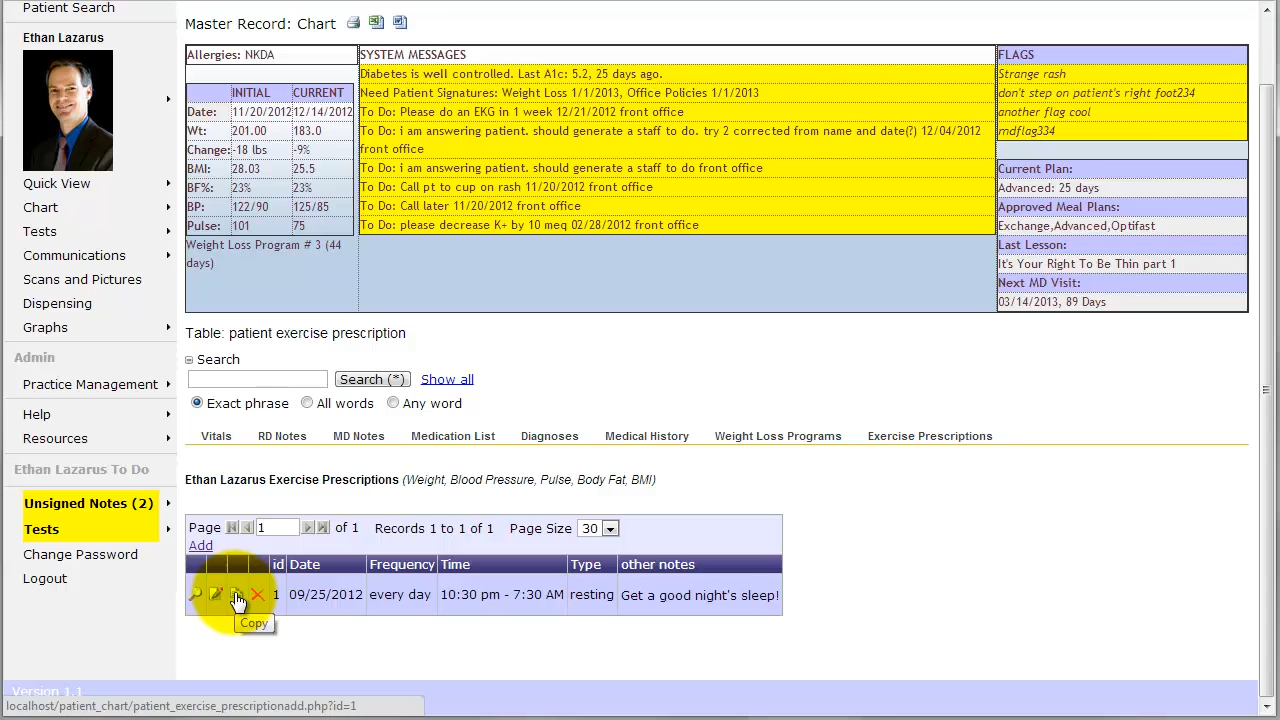 Patient Search
Ethan Lazarus
Quick View
Chart
Tests
Communications
Scans and Pictures
Dispensing
Graphs
Admin
Practice Management
Help
Resources
Ethan Lazarus To Do
Unsigned Notes (2)
Tests
Change Password
Logout
Version 1.1
Master Record: Chart
Allergies: NKDA
INITIAL CURRENT
Date: 11/20/2012 12/14/2012
Wt: 201.00 183.0
Change: -18 lbs -9%
BMI: 28.03 25.5
BF%: 23% 23%
BP: 122/90 125/85
Pulse: 101 75
Weight Loss Program # 3 (44
days)
SYSTEM MESSAGES
Diabetes is well controlled. Last A1c: 5.2, 25 days ago.
Need Patient Signatures: Weight Loss 1/1/2013, Office Policies 1/1/2013
To Do: Please do an EKG in 1 week 12/21/2012 front office
To Do: i am answering patient. should generate a staff to do. try 2 corrected from name and date(?) 12/04/2012
front office
To Do: i am answering patient. should generate a staff to do front office
To Do: Call pt to cup on rash 11/20/2012 front office
To Do: Call later 11/20/2012 front office
To Do: please decrease K+ by 10 meq 02/28/2012 front office
FLAGS
Strange rash
don't step on patient's right foot234
another flag cool
mdflag334
Current Plan:
Advanced: 25 days
Approved Meal Plans:
Exchange,Advanced,Optifast
Last Lesson:
It's Your Right To Be Thin part 1
Next MD Visit:
03/14/2013, 89 Days
Table: patient exercise prescription
Search
Search (*) Show all
Exact phrase All words Any word
Vitals RD Notes MD Notes Medication List Diagnoses Medical History Weight Loss Programs Exercise Prescriptions
Ethan Lazarus Exercise Prescriptions (Weight, Blood Pressure, Pulse, Body Fat, BMI)
Page 1 of 1 Records 1 to 1 of 1 Page Size 30
Add
id Date Frequency Time Type other notes
1 09/25/2012 every day 10:30 pm - 7:30 AM resting Get a good night's sleep!
Copy
localhost/patient_chart/patient_exercise_prescriptionadd.php?id=1